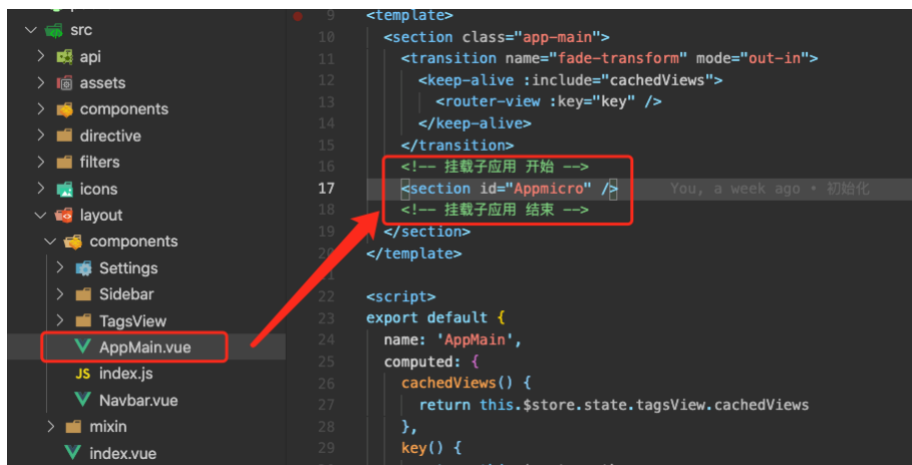 src
api
assets
components
directive
filters
icons
layout
components
Settings
Sidebar
TagsView
AppMain.vue
JS index.js
Navbar.vue
mixin
index.vue
9 <template>
10 <section class="app-main">
11 <transition name="fade-transform" mode="out-in">
12 <keep-alive :include="cachedViews">
13 <router-view :key="key" />
14 </keep-alive>
15 </transition>
16 <!-- 挂载子应用 开始 -->
17 <section id="Appmicro" /> You, a week ago • 初始化
18 <!-- 挂载子应用 结束 -->
19 </section>
20 </template>
21
22 <script>
23 export default {
24 name: 'AppMain',
25 computed: {
26 cachedViews() {
27 return this.$store.state.tagsView.cachedViews
28 },
29 key() {